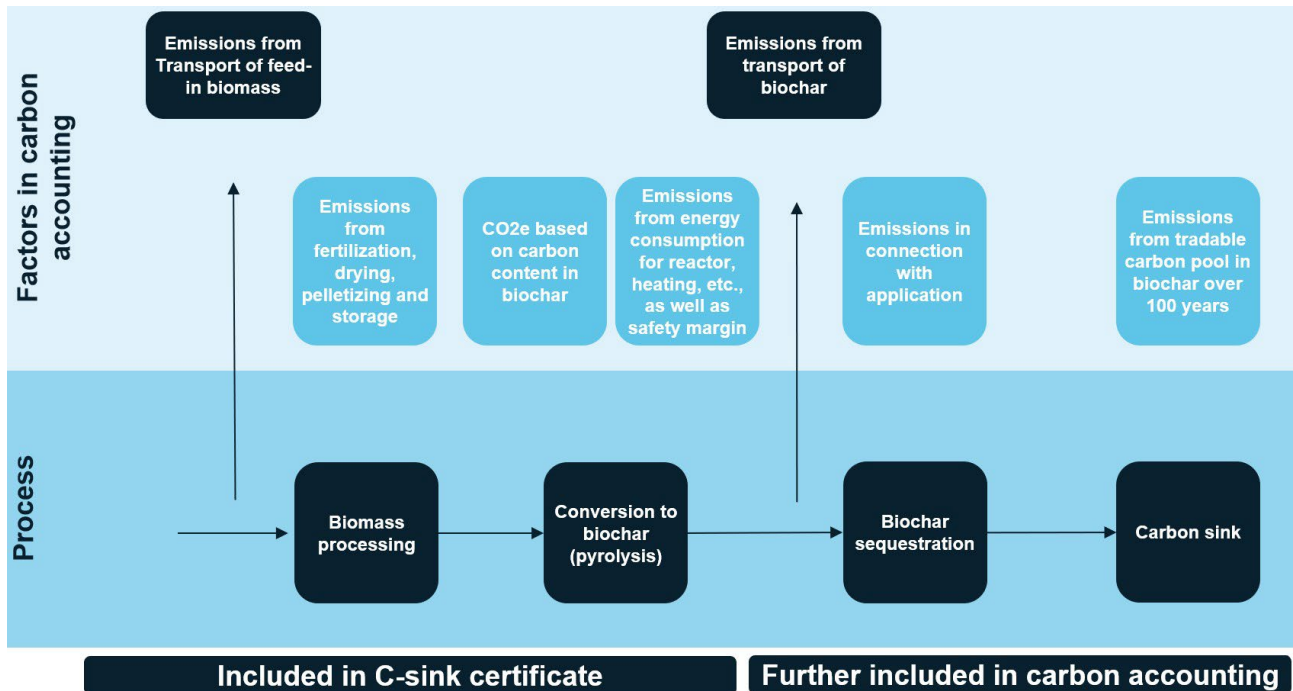 Factors in carbon
accounting
Emissions from
Transport of feed-
in biomass
Emissions from
transport of
biochar
Emissions
from
fertilization,
drying,
pelletizing and
storage
CO2e based
on carbon
content in
biochar
Emissions
from energy
consumption
for reactor,
heating, etc.,
as well as
safety margin
Emissions in
connection
with
application
Emissions
from tradable
carbon pool in
biochar over
100 years
Process
Biomass
processing
Conversion to
biochar
(pyrolysis)
Biochar
sequestration
Carbon sink
Included in C-sink certificate
Further included in carbon accounting